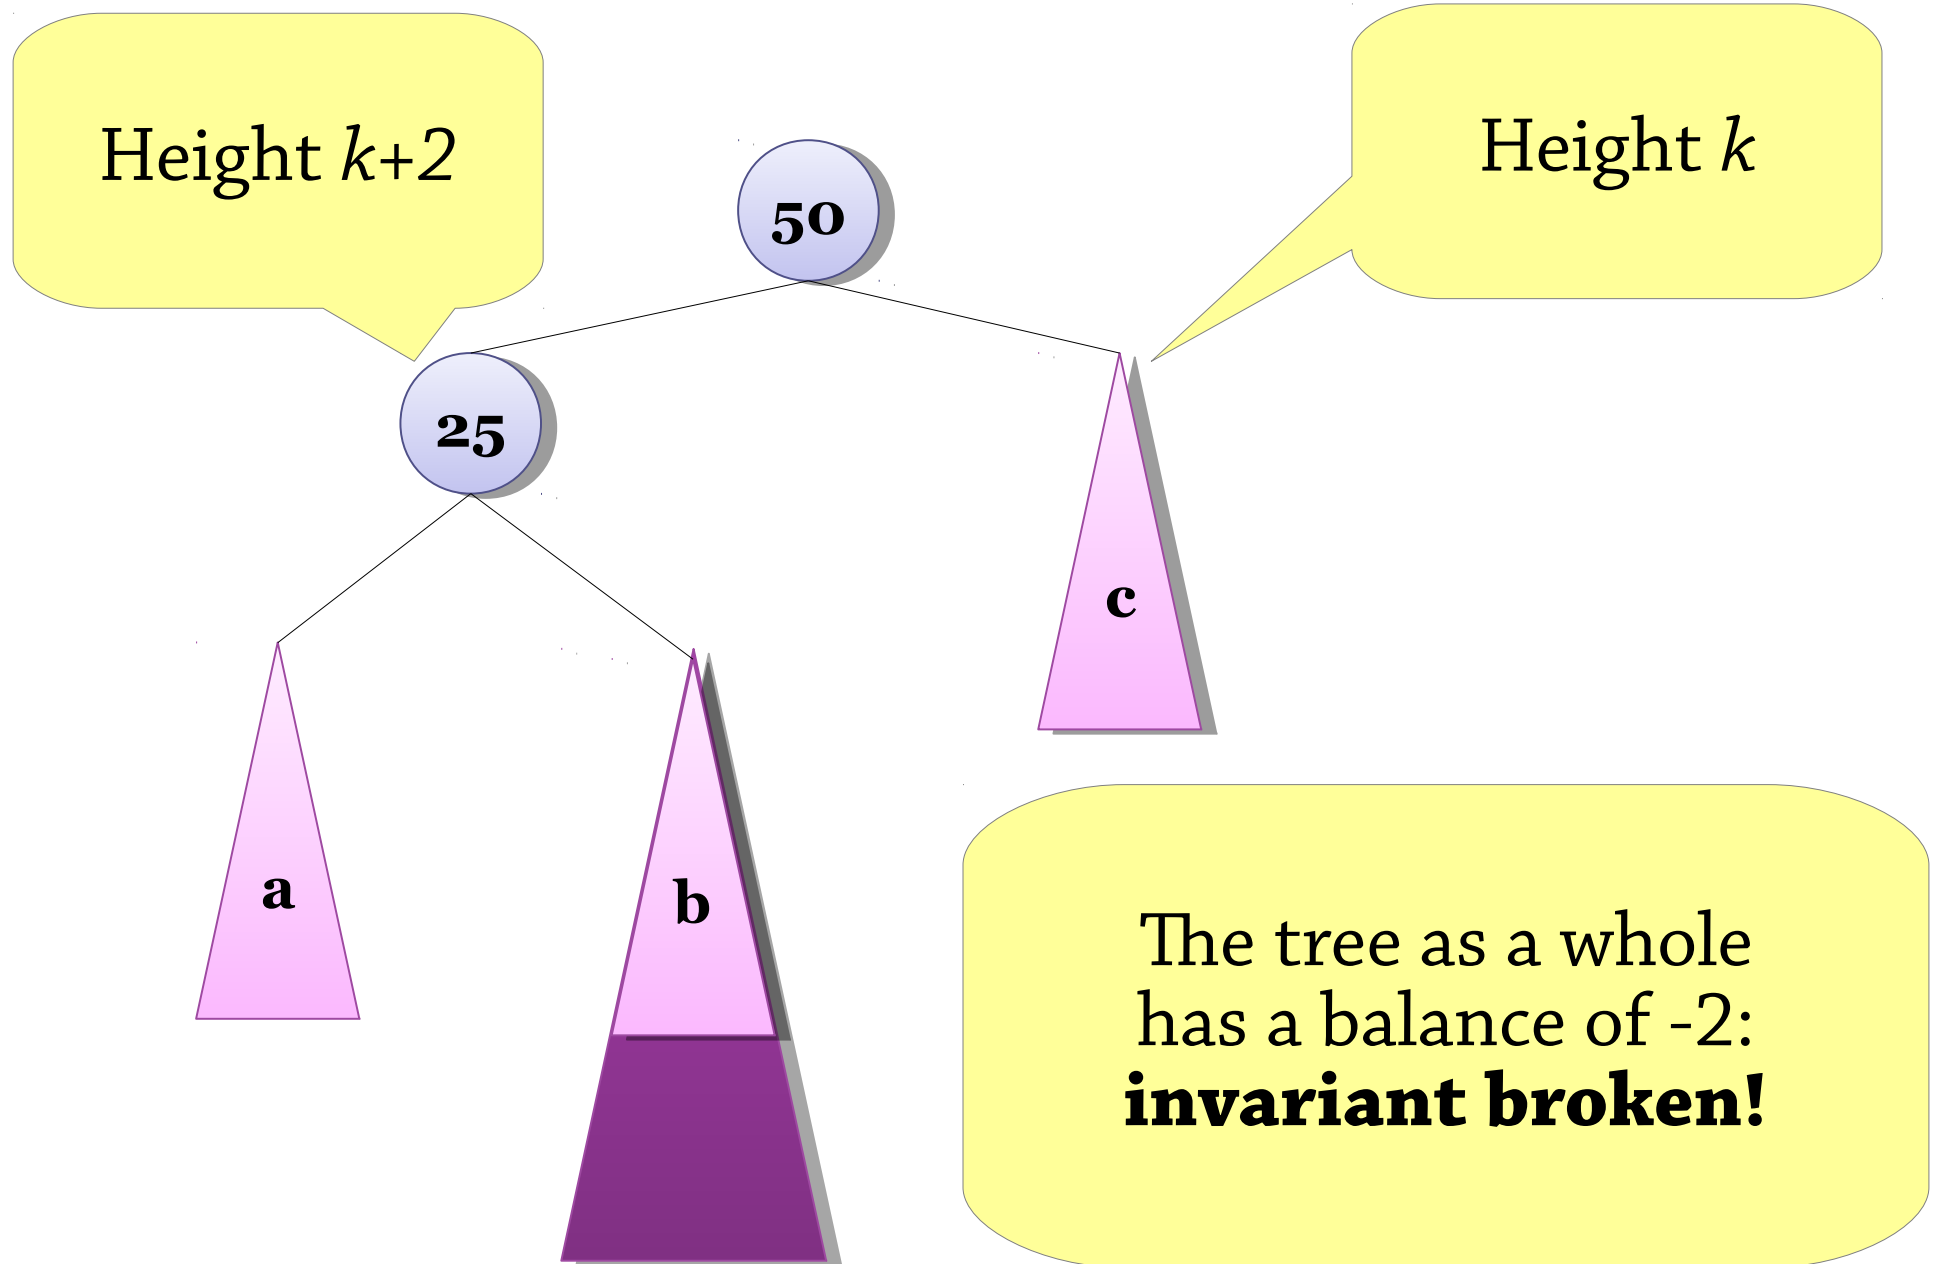 Height k+2
Height k
50
25
c
a
b
The tree as a whole
has a balance of -2:
invariant broken!